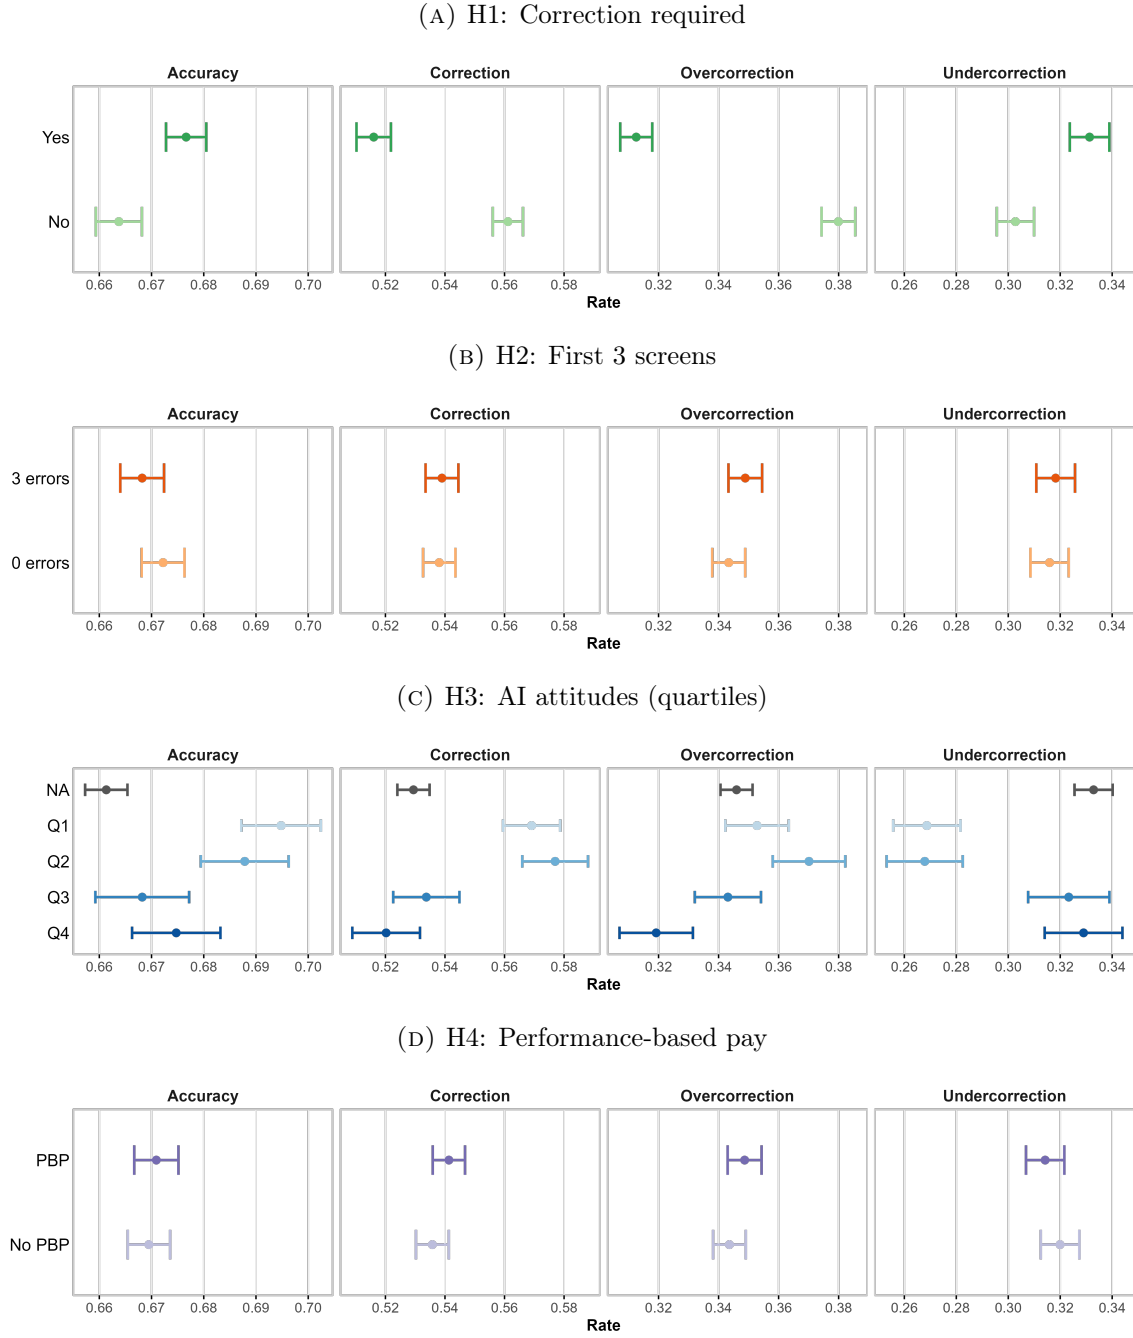 (A) H1: Correction required
Accuracy Correction Overcorrection Undercorrection
Yes
No
0.66 0.67 0.68 0.69 0.70 0.52 0.54 0.56 0.58 0.32 0.34 0.36 0.38 0.26 0.28 0.30 0.32 0.34
Rate
(B) H2: First 3 screens
Accuracy Correction Overcorrection Undercorrection
3 errors
0 errors
0.66 0.67 0.68 0.69 0.70 0.52 0.54 0.56 0.58 0.32 0.34 0.36 0.38 0.26 0.28 0.30 0.32 0.34
Rate
(C) H3: AI attitudes (quartiles)
Accuracy Correction Overcorrection Undercorrection
NA
Q1
Q2
Q3
Q4
0.66 0.67 0.68 0.69 0.70 0.52 0.54 0.56 0.58 0.32 0.34 0.36 0.38 0.26 0.28 0.30 0.32 0.34
Rate
(D) H4: Performance-based pay
Accuracy Correction Overcorrection Undercorrection
PBP
No PBP
0.66 0.67 0.68 0.69 0.70 0.52 0.54 0.56 0.58 0.32 0.34 0.36 0.38 0.26 0.28 0.30 0.32 0.34
Rate